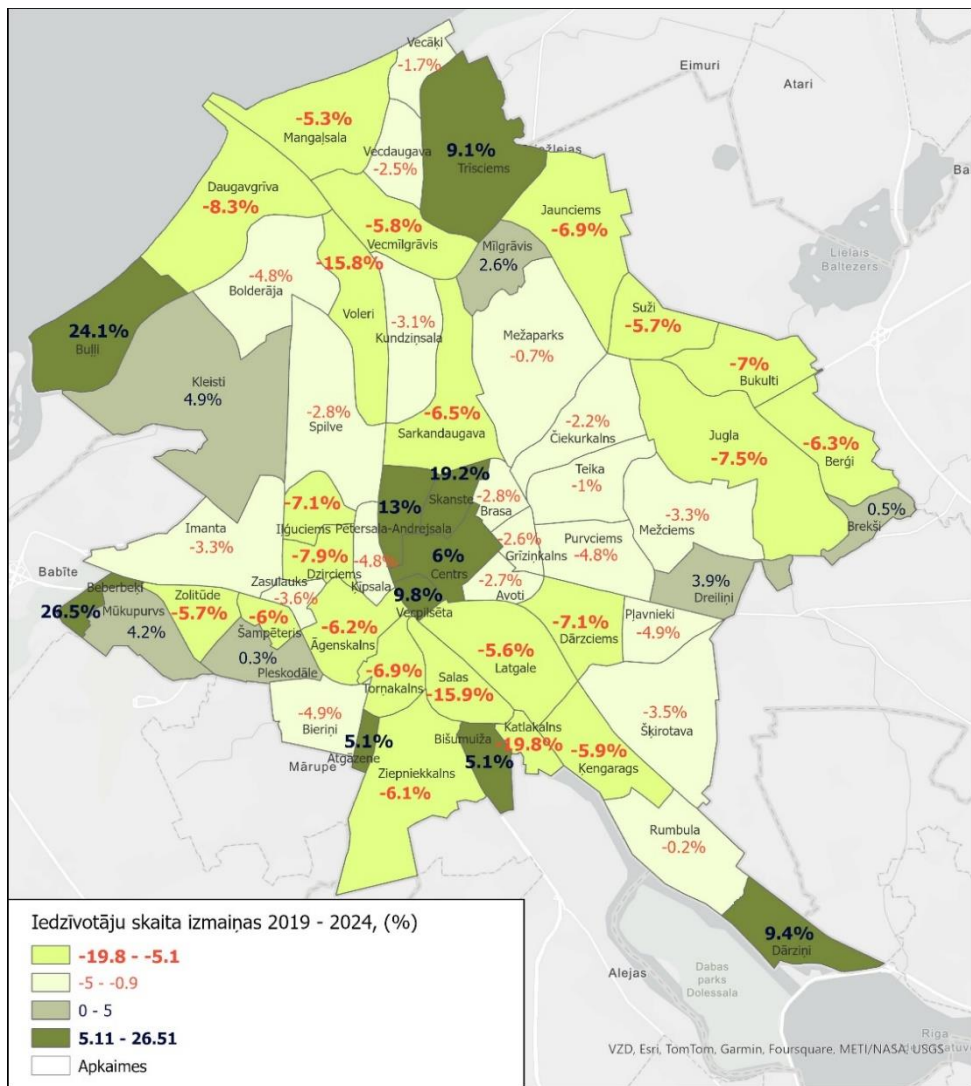 Vecāķi
-1.7%
Eimuri
Atari
-5.3%
Mangaļsala
Vecdaugava
-2.5%
9.1%
Trisciems
Daugavgrīva
-8.3%
Jaunciems
-6.9%
-5.8%
Vecmīlgrāvis
Mīlgrāvis
2.6%
Lielais
Baltezers
-15.8%
Voleri
-4.8%
Bolderāja
-3.1%
Kundziņsala
Suži
-5.7%
24.1%
Buļļi
Mežaparks
-0.7%
-7%
Bukulti
Kleisti
4.9%
-2.8%
Spilve
-6.5%
Sarkandaugava
-2.2%
Čiekurkalns
Jugla
-7.5%
-6.3%
Berģi
19.2%
Skanste
Teika
-1%
-7.1%
Iļģuciems
13%
Pētersala-Andrejsala
-2.8%
Brasa
0.5%
Brekši
Imanta
-3.3%
-2.6%
Grīziņkalns
Purvciems
-4.8%
-3.3%
Mežciems
-7.9%
Dzirciems
-4.8%
Ķīpsala
6%
Centrs
Babīte
Zasulauks
-3.6%
-2.7%
Avoti
3.9%
Dreiliņi
Beberbeķi
26.5%
Mūkupurvs
4.2%
Zolitūde
-5.7%
-6%
Šampēteris
9.8%
Vecpilsēta
Pļavnieki
-4.9%
-6.2%
Āgenskalns
-7.1%
Dārzciems
0.3%
Pleskodāle
-5.6%
Latgale
-6.9%
Torņakalns
Salas
-15.9%
-4.9%
Bieriņi
-3.5%
Šķirotava
Katlakalns
-19.8%
5.1%
Atgāzene
Bišumuiža
5.1%
-5.9%
Ķengarags
Mārupe
Ziepniekkalns
-6.1%
Rumbula
-0.2%
9.4%
Dārziņi
Alejas
Dabas
parks
Dolessala
Rīga
Iedzīvotāju skaita izmaiņas 2019 - 2024, (%)
-19.8 - -5.1
-5 - -0.9
0 - 5
5.11 - 26.51
Apkaimes
VZD, Esri, TomTom, Garmin, Foursquare, METI/NASA, USGS